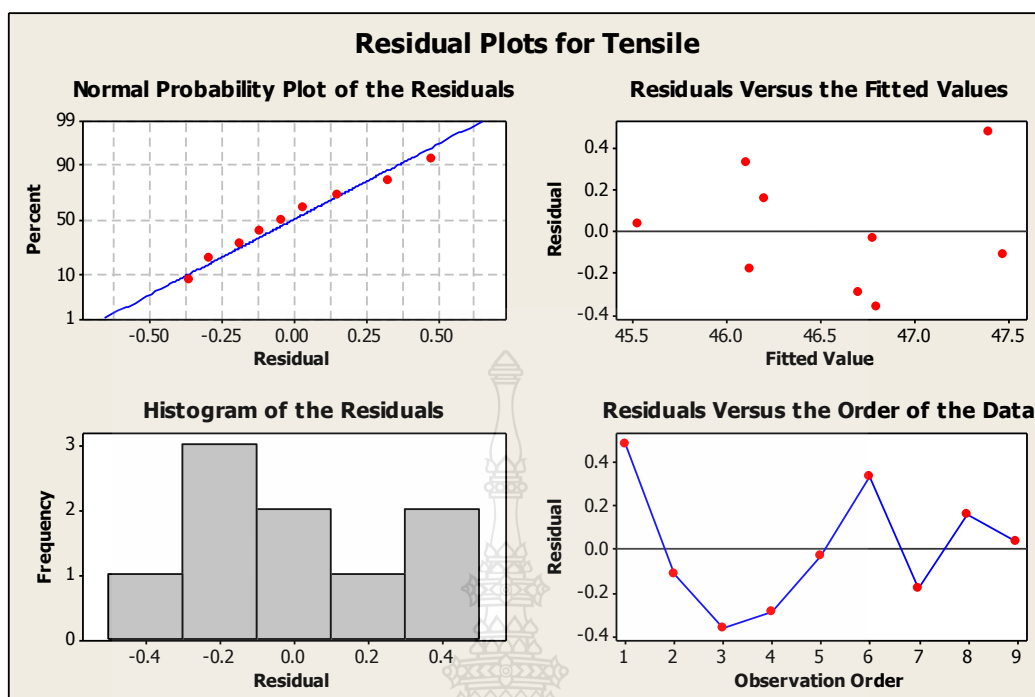 Residual Plots for Tensile
Normal Probability Plot of the Residuals
99
90
50
10
1
Percent
-0.50 -0.25 0.00 0.25 0.50
Residual
Residuals Versus the Fitted Values
0.4
0.2
0.0
-0.2
-0.4
Residual
45.5 46.0 46.5 47.0 47.5
Fitted Value
Histogram of the Residuals
3
2
1
0
Frequency
-0.4 -0.2 0.0 0.2 0.4
Residual
Residuals Versus the Order of the Data
0.4
0.2
0.0
-0.2
-0.4
Residual
1 2 3 4 5 6 7 8 9
Observation Order